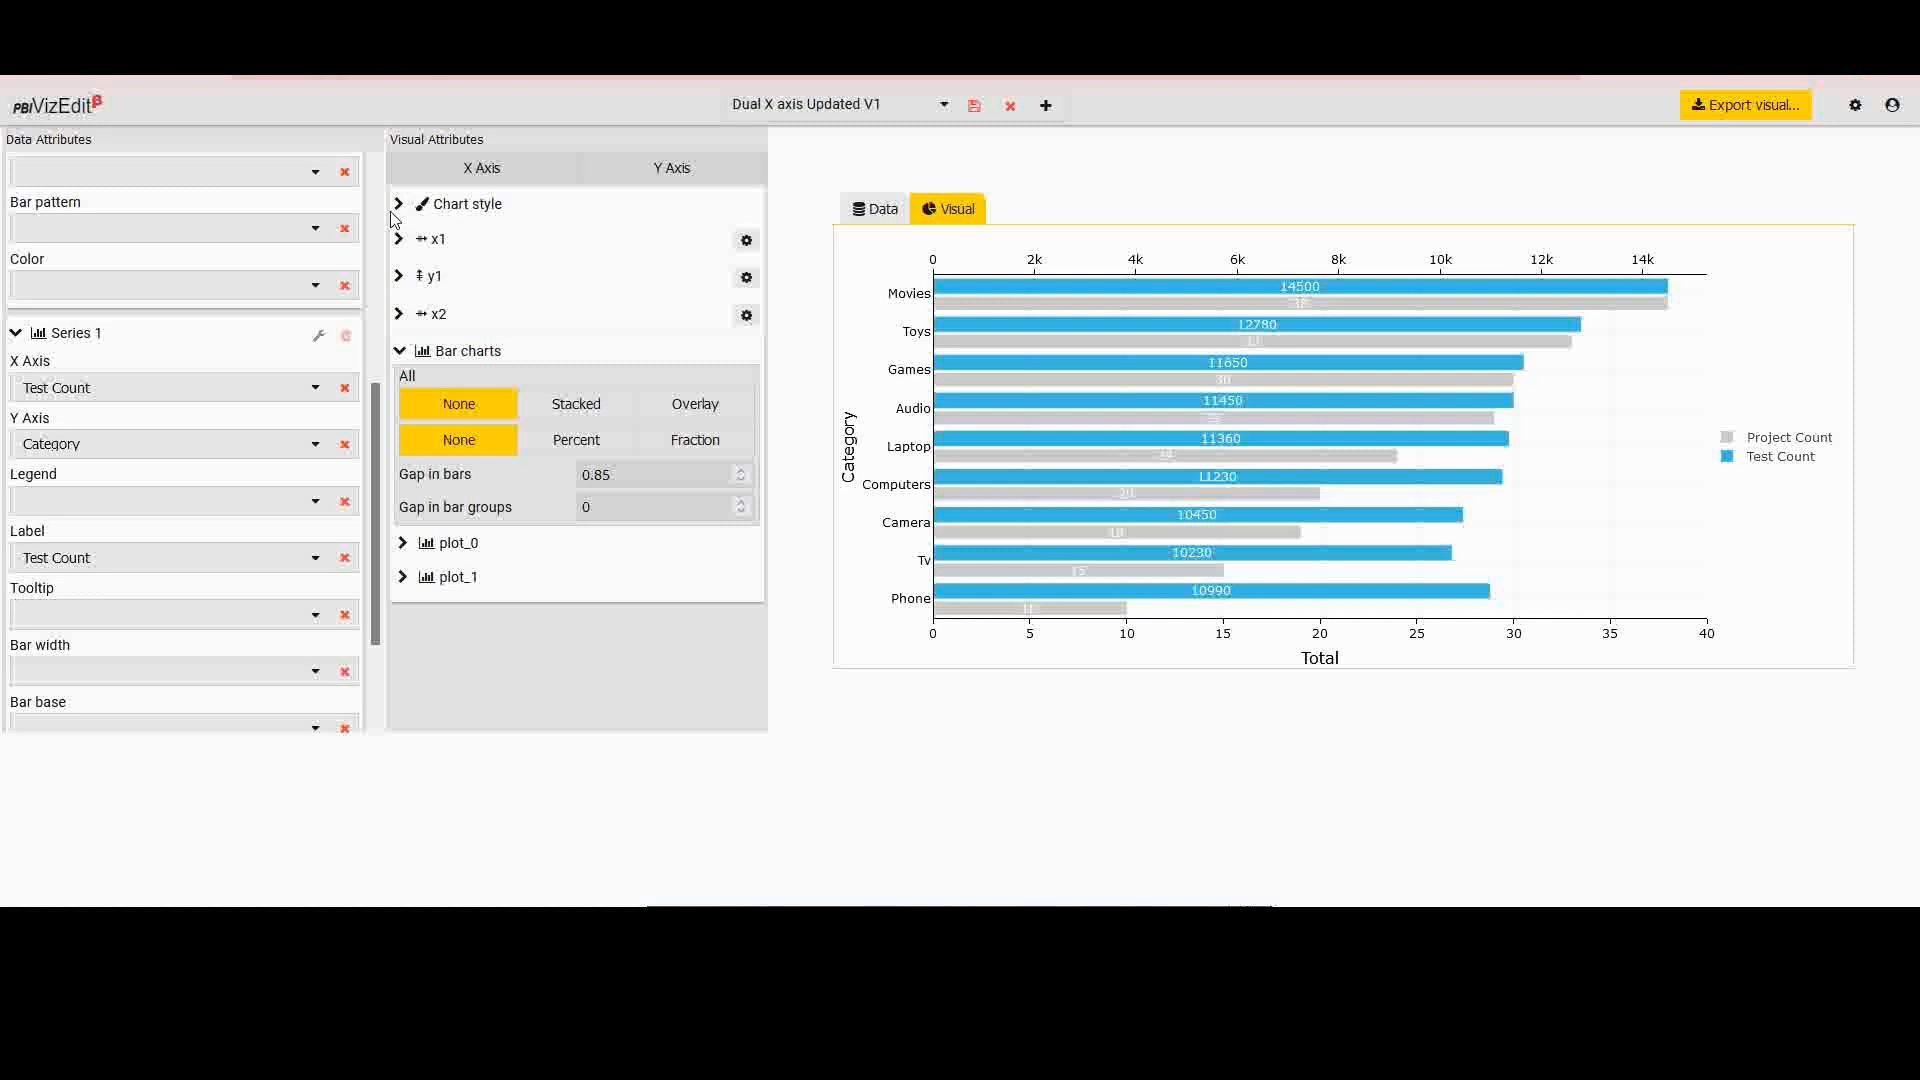 PBIVizEditβ
Dual X axis Updated V1
Export visual...
Data Attributes
Bar pattern
Color
Series 1
X Axis
Test Count
Y Axis
Category
Legend
Label
Test Count
Tooltip
Bar width
Bar base
Visual Attributes
X Axis Y Axis
Chart style
x1
y1
x2
Bar charts
All
None Stacked Overlay
None Percent Fraction
Gap in bars 0.85
Gap in bar groups 0
plot_0
plot_1
Data Visual
0 2k 4k 6k 8k 10k 12k 14k
Category
Movies 14500
Toys 12780
Games 11650
30
Audio 11450
Laptop 11360
Computers 11230
20
Camera 10450
Tv 10230
15
Phone 10990
0 5 10 15 20 25 30 35 40
Total
Project Count
Test Count